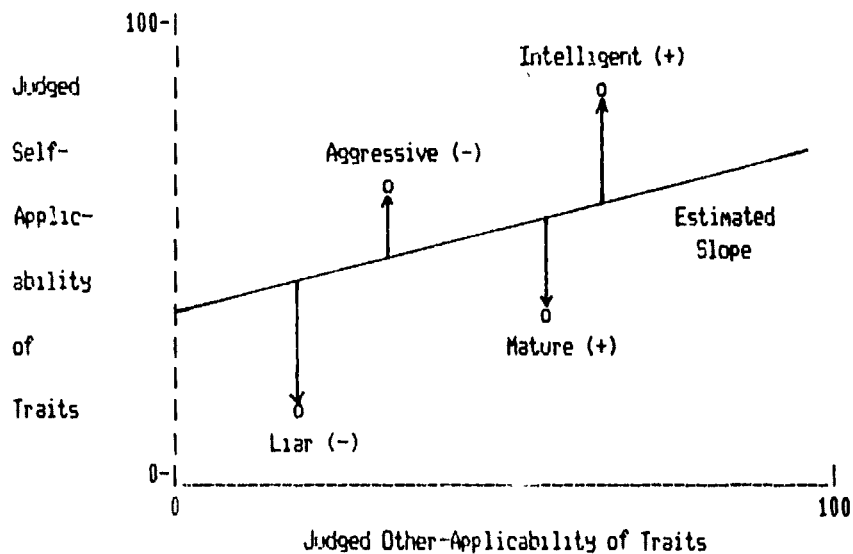 100-
Intelligent (+)
Judged
Self-
Applic-
ability
of
Traits
Aggressive (-)
Estimated
Slope
Mature (+)
Liar (-)
0-
0
100
Judged Other-Applicability of Traits